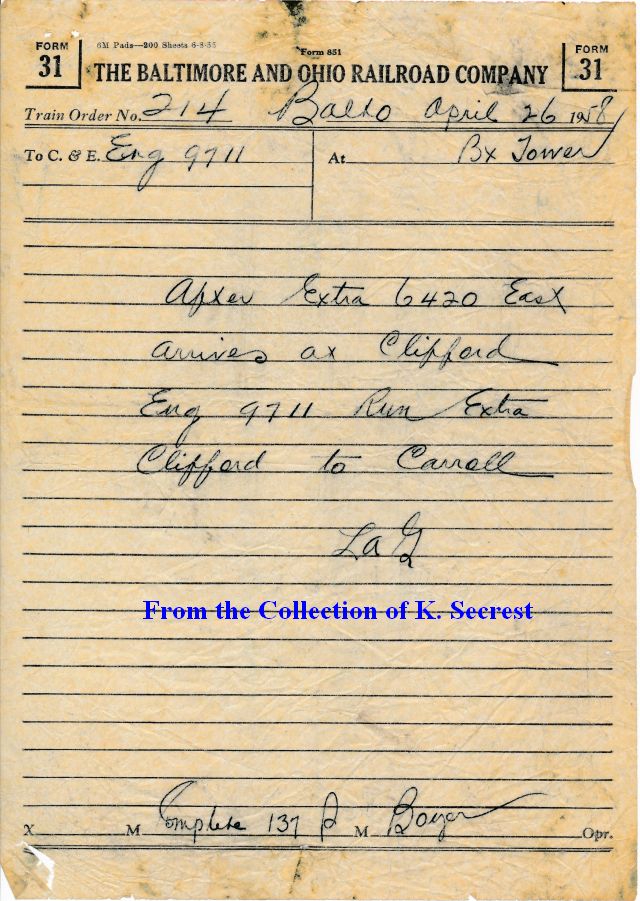 FORM 31
6M Pads—200 Sheets 6-8-55
Form 851
FORM 31
THE BALTIMORE AND OHIO RAILROAD COMPANY
Train Order No. 214 Balto April 26 1958
To C. & E. Eng 9711 At Bx Tower
After Extra 6420 East
arrives at Clifford
Eng 9711 Run Extra
Clifford to Carroll
LaG
From the Collection of K. Secrest
X M Complete 137 P M Boyer Opr.